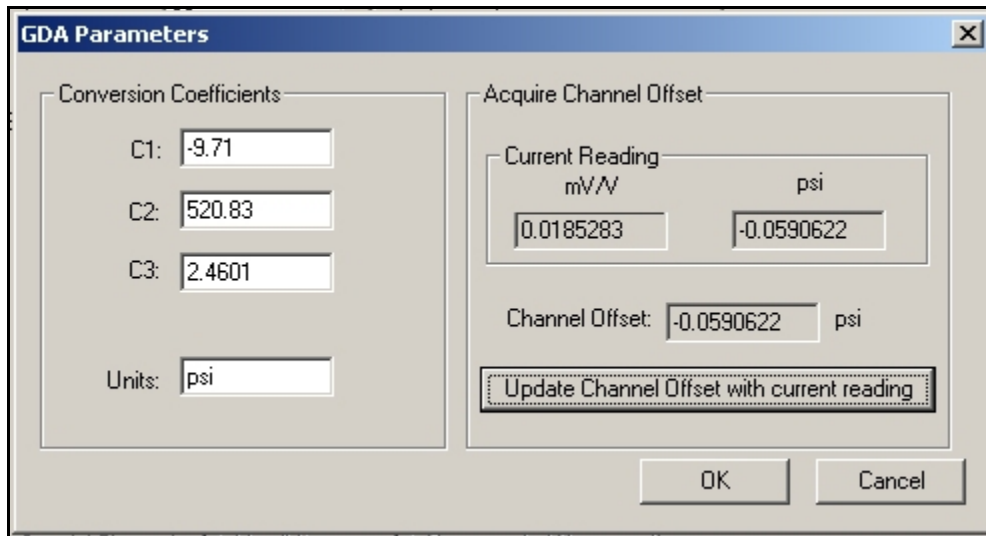 GDA Parameters
Conversion Coefficients
C1: -9.71
C2: 520.83
C3: 2.4601
Units: psi
Acquire Channel Offset
Current Reading
mV/V psi
0.0185283 -0.0590622
Channel Offset: -0.0590622 psi
Update Channel Offset with current reading
OK Cancel